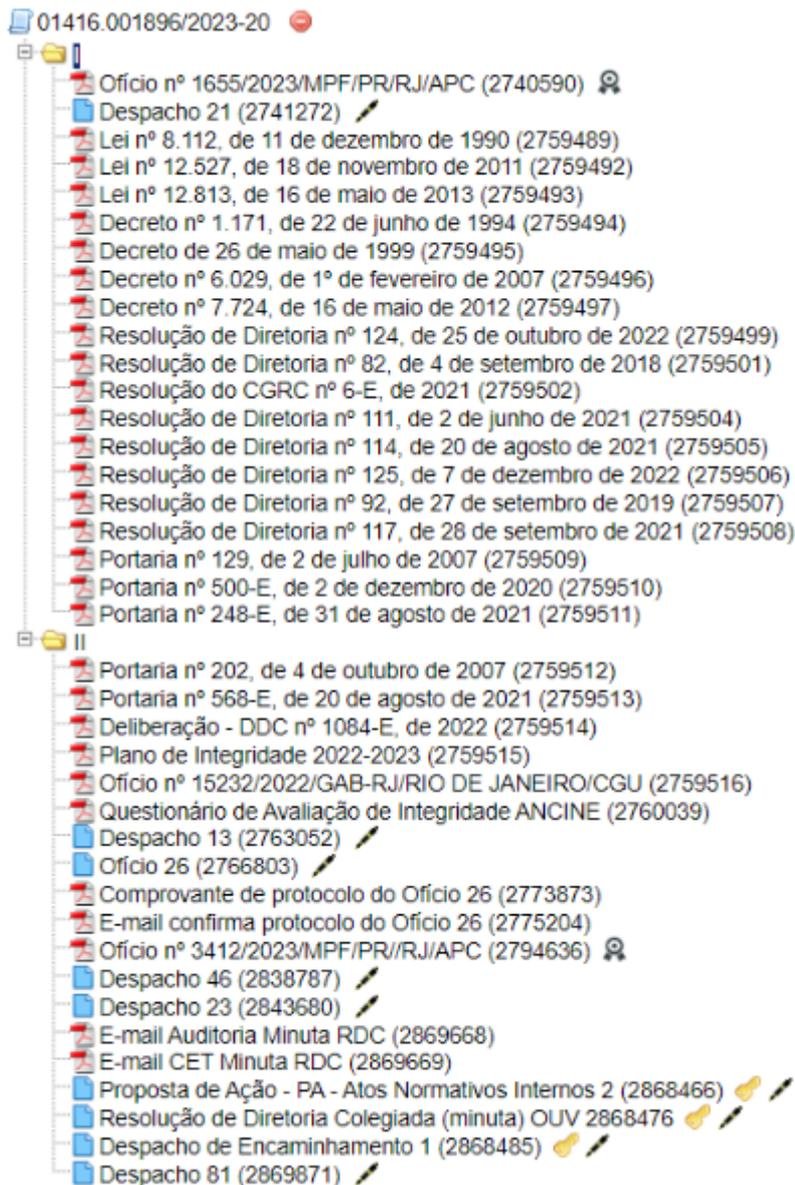 01416.001896/2023-20
I
Ofício nº 1655/2023/MPF/PR/RJ/APC (2740590)
Despacho 21 (2741272)
Lei nº 8.112, de 11 de dezembro de 1990 (2759489)
Lei nº 12.527, de 18 de novembro de 2011 (2759492)
Lei nº 12.813, de 16 de maio de 2013 (2759493)
Decreto nº 1.171, de 22 de junho de 1994 (2759494)
Decreto de 26 de maio de 1999 (2759495)
Decreto nº 6.029, de 1º de fevereiro de 2007 (2759496)
Decreto nº 7.724, de 16 de maio de 2012 (2759497)
Resolução de Diretoria nº 124, de 25 de outubro de 2022 (2759499)
Resolução de Diretoria nº 82, de 4 de setembro de 2018 (2759501)
Resolução do CGRC nº 6-E, de 2021 (2759502)
Resolução de Diretoria nº 111, de 2 de junho de 2021 (2759504)
Resolução de Diretoria nº 114, de 20 de agosto de 2021 (2759505)
Resolução de Diretoria nº 125, de 7 de dezembro de 2022 (2759506)
Resolução de Diretoria nº 92, de 27 de setembro de 2019 (2759507)
Resolução de Diretoria nº 117, de 28 de setembro de 2021 (2759508)
Portaria nº 129, de 2 de julho de 2007 (2759509)
Portaria nº 500-E, de 2 de dezembro de 2020 (2759510)
Portaria nº 248-E, de 31 de agosto de 2021 (2759511)
II
Portaria nº 202, de 4 de outubro de 2007 (2759512)
Portaria nº 568-E, de 20 de agosto de 2021 (2759513)
Deliberação - DDC nº 1084-E, de 2022 (2759514)
Plano de Integridade 2022-2023 (2759515)
Ofício nº 15232/2022/GAB-RJ/RIO DE JANEIRO/CGU (2759516)
Questionário de Avaliação de Integridade ANCINE (2760039)
Despacho 13 (2763052)
Ofício 26 (2766803)
Comprovante de protocolo do Ofício 26 (2773873)
E-mail confirma protocolo do Ofício 26 (2775204)
Ofício nº 3412/2023/MPF/PR//RJ/APC (2794636)
Despacho 46 (2838787)
Despacho 23 (2843680)
E-mail Auditoria Minuta RDC (2869668)
E-mail CET Minuta RDC (2869669)
Proposta de Ação - PA - Atos Normativos Internos 2 (2868466)
Resolução de Diretoria Colegiada (minuta) OUV 2868476
Despacho de Encaminhamento 1 (2868485)
Despacho 81 (2869871)